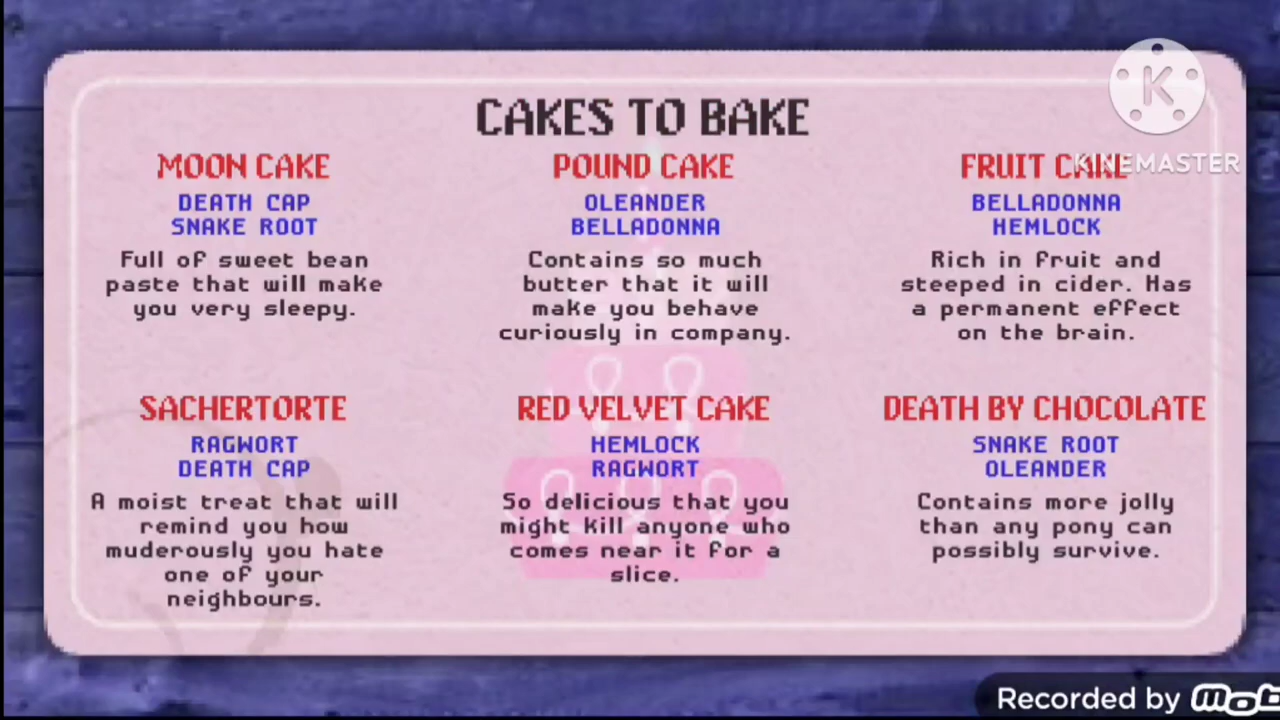 CAKES TO BAKE
MOON CAKE
DEATH CAP
SNAKE ROOT
Full of sweet bean
paste that will make
you very sleepy.
POUND CAKE
OLEANDER
BELLADONNA
Contains so much
butter that it will
make you behave
curiously in company.
FRUIT CAKE
BELLADONNA
HEMLOCK
Rich in fruit and
steeped in cider. Has
a permanent effect
on the brain.
SACHERTORTE
RAGWORT
DEATH CAP
A moist treat that will
remind you how
muderously you hate
one of your
neighbours.
RED VELVET CAKE
HEMLOCK
RAGWORT
So delicious that you
might kill anyone who
comes near it for a
slice.
DEATH BY CHOCOLATE
SNAKE ROOT
OLEANDER
Contains more jolly
than any pony can
possibly survive.
K
KINEMASTER
Recorded by